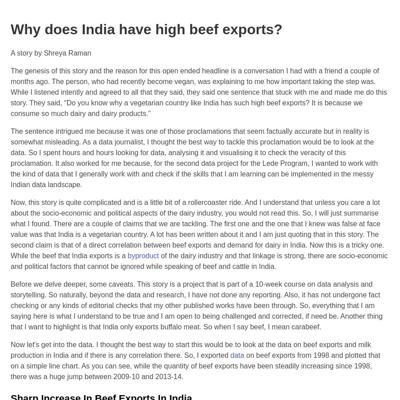 Why does India have high beef exports?
A story by Shreya Raman
The genesis of this story and the reason for this open ended headline is a conversation I had with a friend a couple of
months ago. The person, who had recently become vegan, was explaining to me how important taking the step was.
While I listened intently and agreed to all that they said, they said one sentence that stuck with me and made me do this
story. They said, “Do you know why a vegetarian country like India has such high beef exports? It is because we
consume so much dairy and dairy products.”
The sentence intrigued me because it was one of those proclamations that seem factually accurate but in reality is
somewhat misleading. As a data journalist, I thought the best way to tackle this proclamation would be to look at the
data. So I spent hours and hours looking for data, analysing it and visualising it to check the veracity of this
proclamation. It also worked for me because, for the second data project for the Lede Program, I wanted to work with
the kind of data that I generally work with and check if the skills that I am learning can be implemented in the messy
Indian data landscape.
Now, this story is quite complicated and is a little bit of a rollercoaster ride. And I understand that unless you care a lot
about the socio-economic and political aspects of the dairy industry, you would not read this. So, I will just summarise
what I found. There are a couple of claims that we are tackling. The first one and the one that I knew was false at face
value was that India is a vegetarian country. A lot has been written about it and I am just quoting that in this story. The
second claim is that of a direct correlation between beef exports and demand for dairy in India. Now this is a tricky one.
While the beef that India exports is a byproduct of the dairy industry and that linkage is strong, there are socio-economic
and political factors that cannot be ignored while speaking of beef and cattle in India.
Before we delve deeper, some caveats. This story is a project that is part of a 10-week course on data analysis and
storytelling. So naturally, beyond the data and research, I have not done any reporting. Also, it has not undergone fact
checking or any kinds of editorial checks that my other published works have been through. So, everything that I am
saying here is what I understand to be true and I am open to being challenged and corrected, if need be. Another thing
that I want to highlight is that India only exports buffalo meat. So when I say beef, I mean carabeef.
Now let's get into the data. I thought the best way to start this would be to look at the data on beef exports and milk
production in India and if there is any correlation there. So, I exported data on beef exports from 1998 and plotted that
on a simple line chart. As you can see, while the quantity of beef exports have been steadily increasing since 1998,
there was a huge jump between 2009-10 and 2013-14.
Sharp Increase In Beef Exports In India